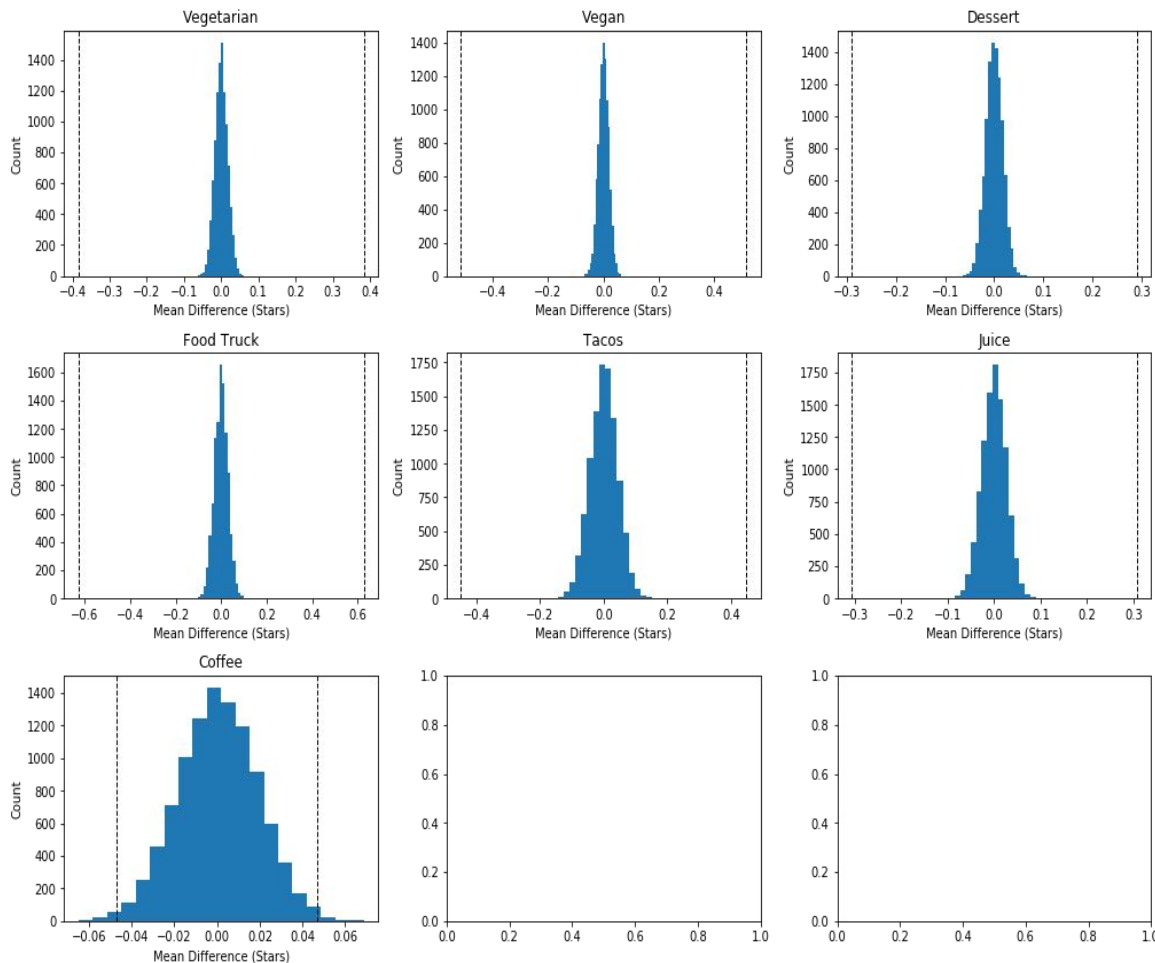 Vegetarian
1400
1200
1000
800
600
400
200
0
Count
−0.4 −0.3 −0.2 −0.1 0.0 0.1 0.2 0.3 0.4
Mean Difference (Stars)
Vegan
1400
1200
1000
800
600
400
200
0
Count
−0.4 −0.2 0.0 0.2 0.4
Mean Difference (Stars)
Dessert
1400
1200
1000
800
600
400
200
0
Count
−0.3 −0.2 −0.1 0.0 0.1 0.2 0.3
Mean Difference (Stars)
Food Truck
1600
1400
1200
1000
800
600
400
200
0
Count
−0.6 −0.4 −0.2 0.0 0.2 0.4 0.6
Mean Difference (Stars)
Tacos
1750
1500
1250
1000
750
500
250
0
Count
−0.4 −0.2 0.0 0.2 0.4
Mean Difference (Stars)
Juice
1750
1500
1250
1000
750
500
250
0
Count
−0.3 −0.2 −0.1 0.0 0.1 0.2 0.3
Mean Difference (Stars)
Coffee
1400
1200
1000
800
600
400
200
0
Count
−0.06 −0.04 −0.02 0.00 0.02 0.04 0.06
Mean Difference (Stars)
1.0
0.8
0.6
0.4
0.2
0.0
0.0 0.2 0.4 0.6 0.8 1.0
1.0
0.8
0.6
0.4
0.2
0.0
0.0 0.2 0.4 0.6 0.8 1.0